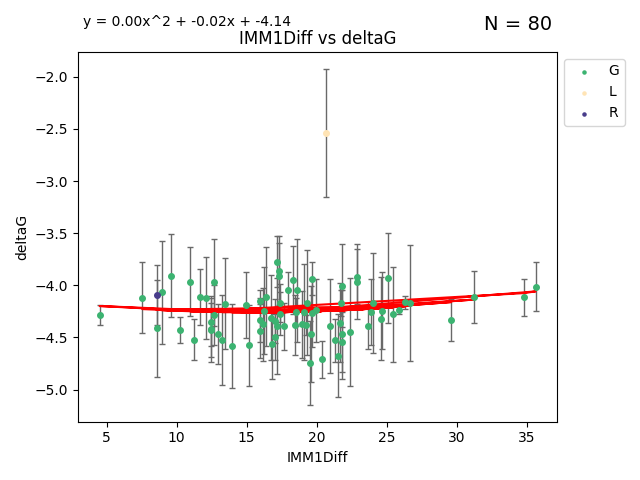 y = 0.00x^2 + -0.02x + -4.14
N = 80
IMM1Diff vs deltaG
G
L
R
deltaG
−2.0
−2.5
−3.0
−3.5
−4.0
−4.5
−5.0
5 10 15 20 25 30 35
IMM1Diff